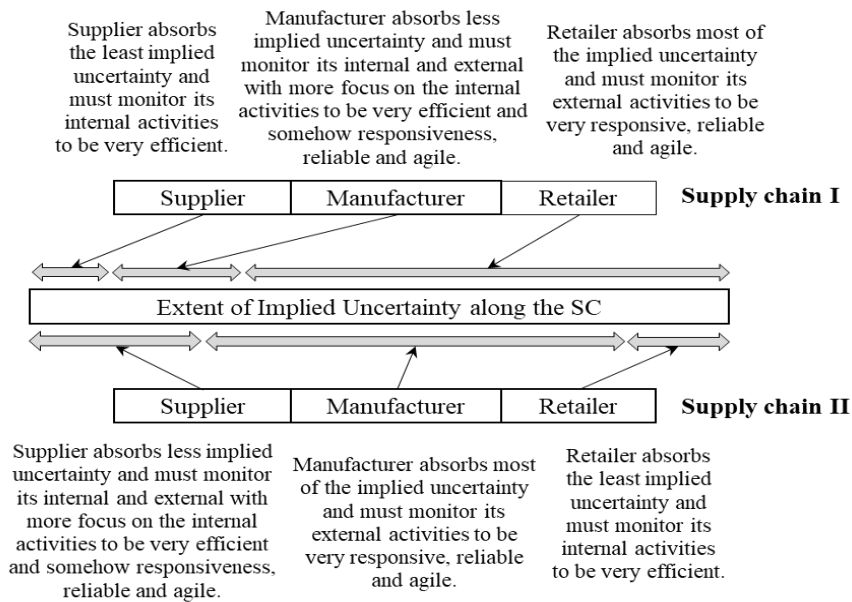 Supplier absorbs
the least implied
uncertainty and
must monitor its
internal activities
to be very efficient.
Manufacturer absorbs less
implied uncertainty and must
monitor its internal and external
with more focus on the internal
activities to be very efficient and
somehow responsiveness,
reliable and agile.
Retailer absorbs most of
the implied uncertainty
and must monitor its
external activities to be
very responsive, reliable
and agile.
Supplier
Manufacturer
Retailer
Supply chain I
Extent of Implied Uncertainty along the SC
Supplier
Manufacturer
Retailer
Supply chain II
Supplier absorbs less implied
uncertainty and must monitor
its internal and external with
more focus on the internal
activities to be very efficient
and somehow responsiveness,
reliable and agile.
Manufacturer absorbs most
of the implied uncertainty
and must monitor its
external activities to be
very responsive, reliable
and agile.
Retailer absorbs
the least implied
uncertainty and
must monitor its
internal activities
to be very efficient.